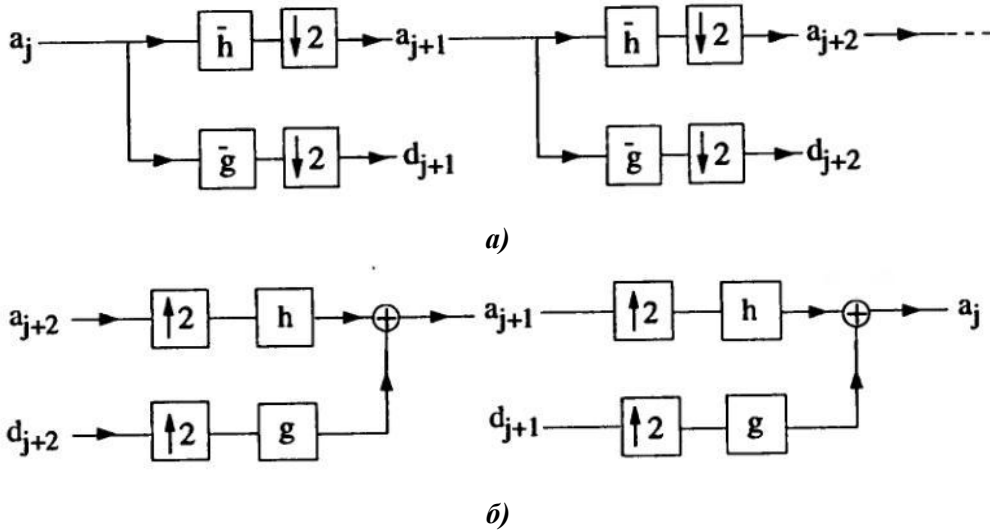 a_j h̄ ↓2 a_{j+1} h̄ ↓2 a_{j+2}
ḡ ↓2 d_{j+1} ḡ ↓2 d_{j+2}
а)
a_{j+2} ↑2 h a_{j+1} ↑2 h a_j
d_{j+2} ↑2 g d_{j+1} ↑2 g
б)